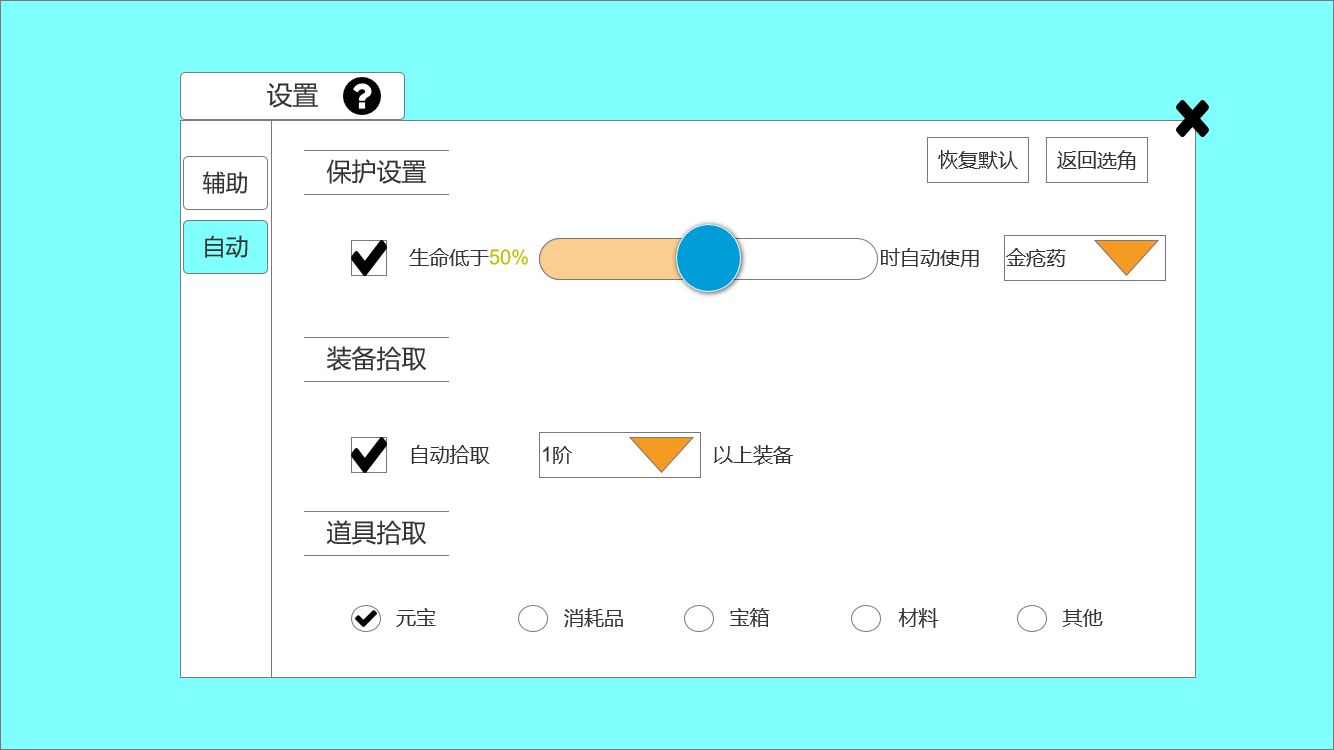 设置 ?
恢复默认 返回选角
保护设置
辅助
自动
生命低于50% 时自动使用 金疮药
装备拾取
自动拾取 1阶 以上装备
道具拾取
元宝 消耗品 宝箱 材料 其他